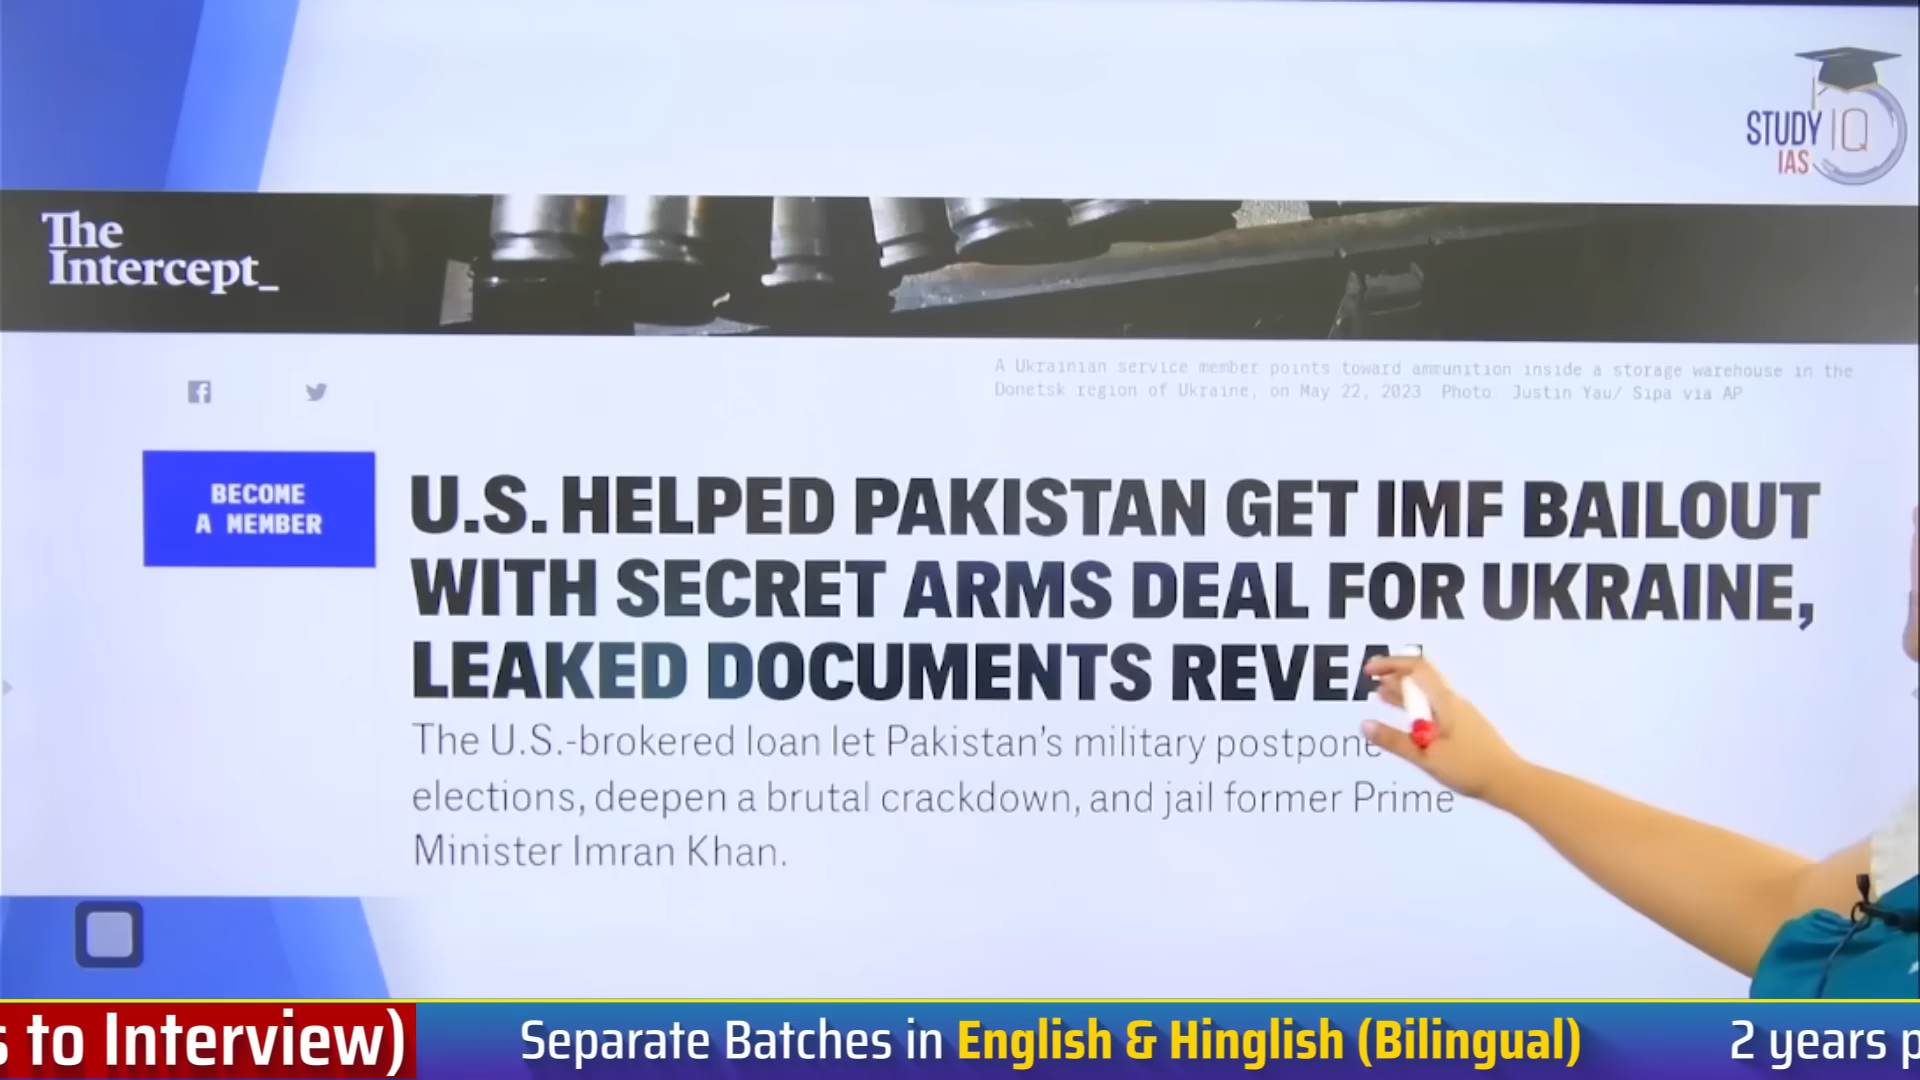 STUDY IQ
IAS
The
Intercept_
A Ukrainian service member points toward ammunition inside a storage warehouse in the
Donetsk region of Ukraine, on May 22, 2023 Photo Justin Yau/ Sipa via AP
BECOME
A MEMBER
U.S. HELPED PAKISTAN GET IMF BAILOUT
WITH SECRET ARMS DEAL FOR UKRAINE,
LEAKED DOCUMENTS REVEA
The U.S.-brokered loan let Pakistan's military postpone
elections, deepen a brutal crackdown, and jail former Prime
Minister Imran Khan.
s to Interview) Separate Batches in English & Hinglish (Bilingual) 2 years p